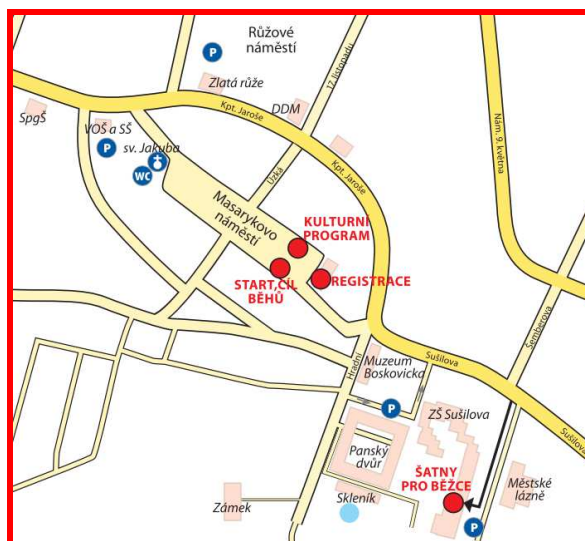 Růžové
náměstí
P
Zlatá růže
17. listopadu
Kpt. Jaroše
DDM
SpgŠ
VOŠ a SŠ
P
sv. Jakuba
WC
Úzká
Kpt. Jaroše
Nám. 9. května
Masarykovo
náměstí
KULTURNÍ
PROGRAM
START, CÍL
BĚHŮ
REGISTRACE
Šemberova
Hradní
Muzeum
Boskovicka
Sušilova
P
ZŠ Sušilova
Sušilova
Panský
dvůr
ŠATNY
PRO BĚŽCE
Městské
lázně
Skleník
Zámek
P